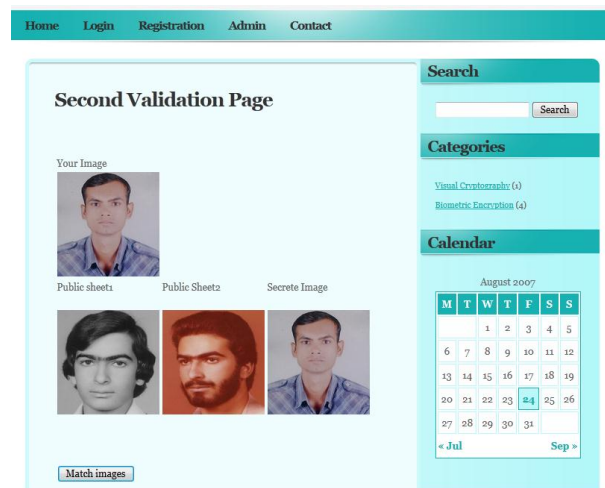 Home Login Registration Admin Contact
Second Validation Page
Your Image
Public sheet1 Public Sheet2 Secrete Image
Match images
Search
Search
Categories
Visual Cryptography (1)
Biometric Encryption (4)
Calendar
August 2007
M T W T F S S
1 2 3 4 5
6 7 8 9 10 11 12
13 14 15 16 17 18 19
20 21 22 23 24 25 26
27 28 29 30 31
« Jul Sep »